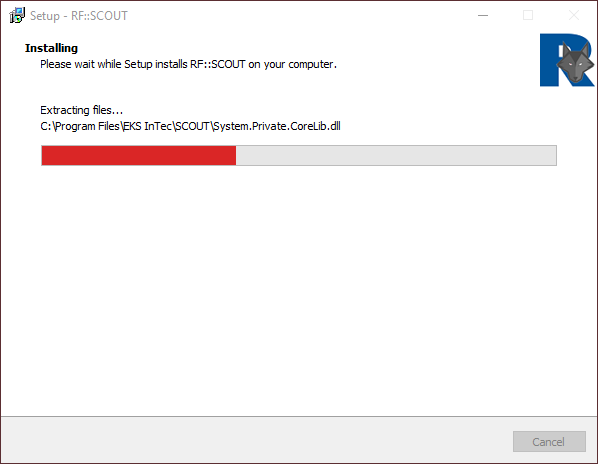 Setup - RF::SCOUT
Installing
Please wait while Setup installs RF::SCOUT on your computer.
R
Extracting files...
C:\Program Files\EKS InTec\SCOUT\System.Private.CoreLib.dll
Cancel